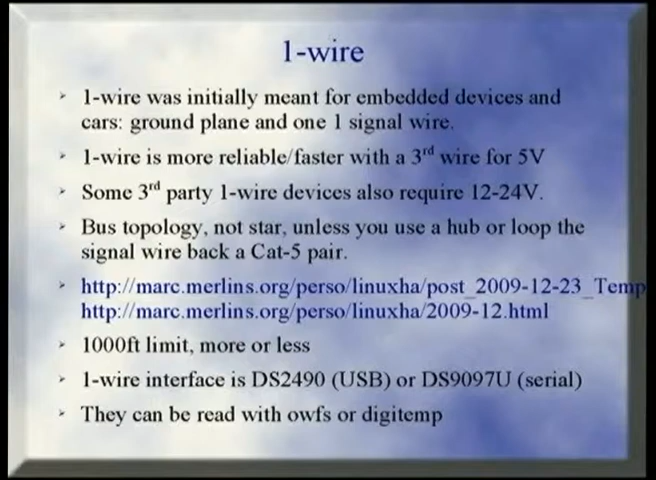 1-wire
➢ 1-wire was initially meant for embedded devices and
cars: ground plane and one 1 signal wire.
➢ 1-wire is more reliable/faster with a 3rd wire for 5V
➢ Some 3rd party 1-wire devices also require 12-24V.
➢ Bus topology, not star, unless you use a hub or loop the
signal wire back a Cat-5 pair.
➢ http://marc.merlins.org/perso/linuxha/post_2009-12-23_Temp
http://marc.merlins.org/perso/linuxha/2009-12.html
➢ 1000ft limit, more or less
➢ 1-wire interface is DS2490 (USB) or DS9097U (serial)
➢ They can be read with owfs or digitemp